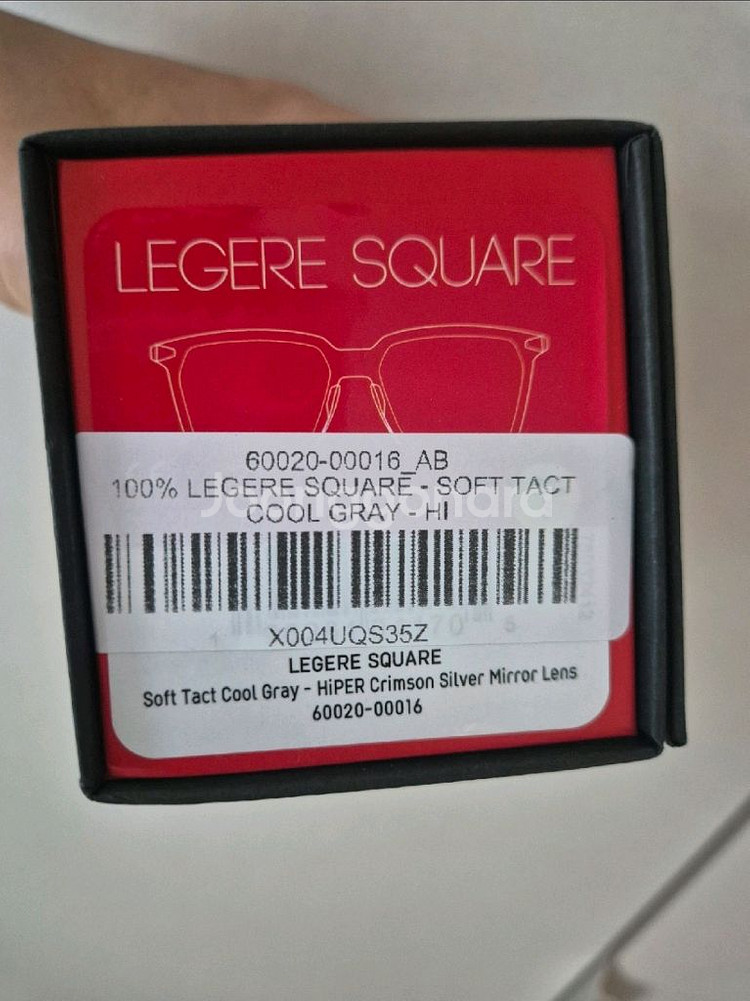 LEGERE SQUARE
60020-00016_AB
100% LEGERE SQUARE - SOFT TACT
COOL GRAY - HI
Joonggonara
X004UQS35Z
LEGERE SQUARE
Soft Tact Cool Gray - HiPER Crimson Silver Mirror Lens
60020-00016